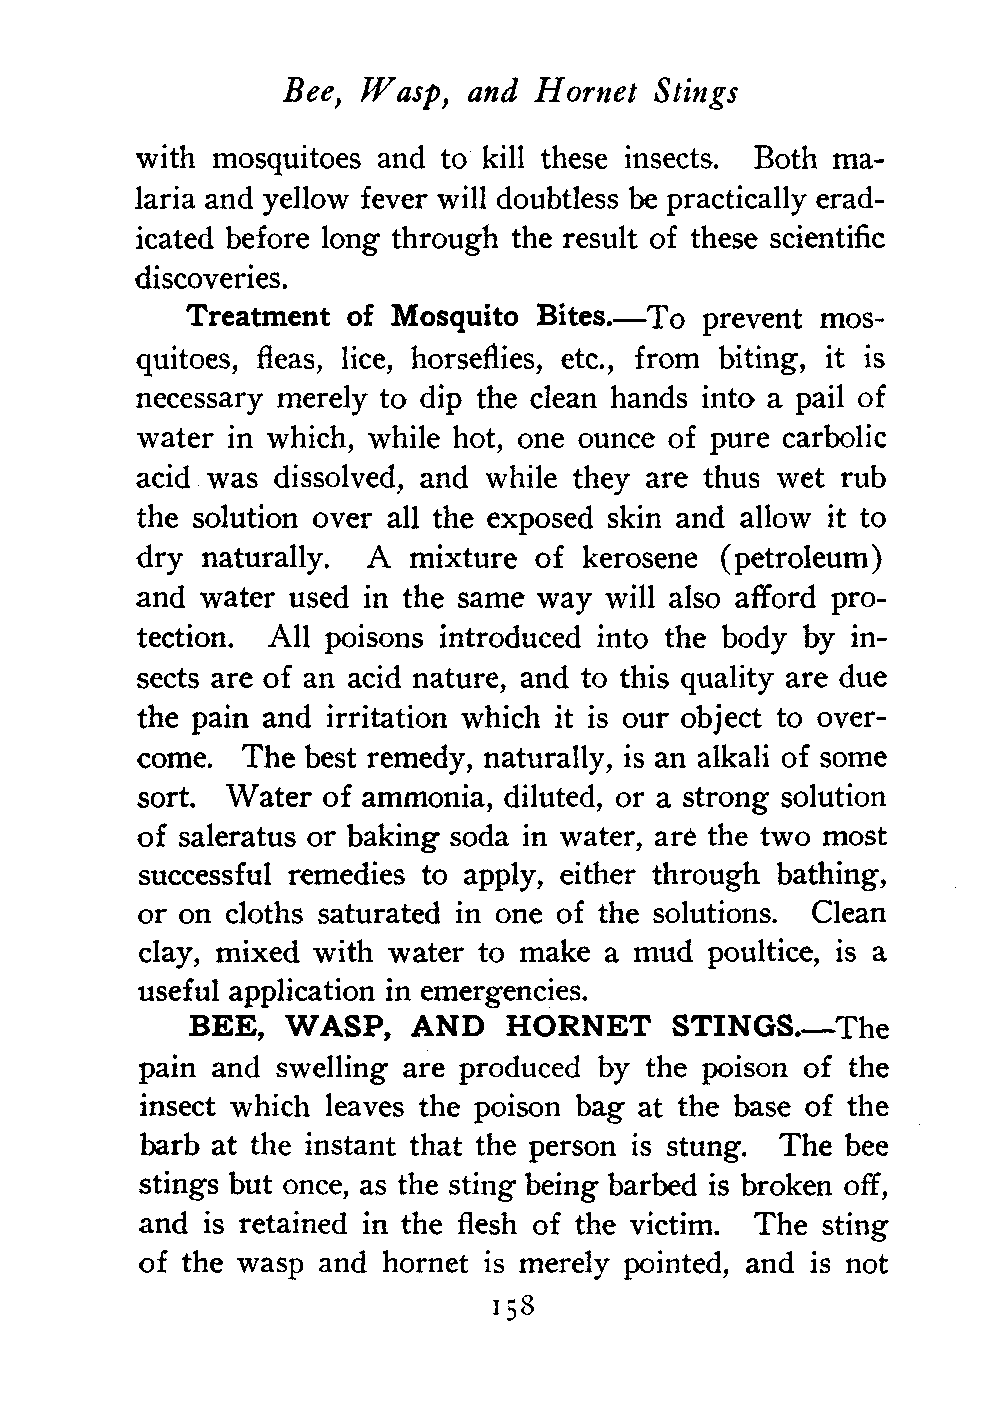 Bee, Wasp, and Hornet Stings
with mosquitoes and to kill these insects. Both ma-
laria and yellow fever will doubtless be practically erad-
icated before long through the result of these scientific
discoveries.
Treatment of Mosquito Bites.—To prevent mos-
quitoes, fleas, lice, horseflies, etc., from biting, it is
necessary merely to dip the clean hands into a pail of
water in which, while hot, one ounce of pure carbolic
acid was dissolved, and while they are thus wet rub
the solution over all the exposed skin and allow it to
dry naturally. A mixture of kerosene (petroleum)
and water used in the same way will also afford pro-
tection. All poisons introduced into the body by in-
sects are of an acid nature, and to this quality are due
the pain and irritation which it is our object to over-
come. The best remedy, naturally, is an alkali of some
sort. Water of ammonia, diluted, or a strong solution
of saleratus or baking soda in water, are the two most
successful remedies to apply, either through bathing,
or on cloths saturated in one of the solutions. Clean
clay, mixed with water to make a mud poultice, is a
useful application in emergencies.
BEE, WASP, AND HORNET STINGS.—The
pain and swelling are produced by the poison of the
insect which leaves the poison bag at the base of the
barb at the instant that the person is stung. The bee
stings but once, as the sting being barbed is broken off,
and is retained in the flesh of the victim. The sting
of the wasp and hornet is merely pointed, and is not
158